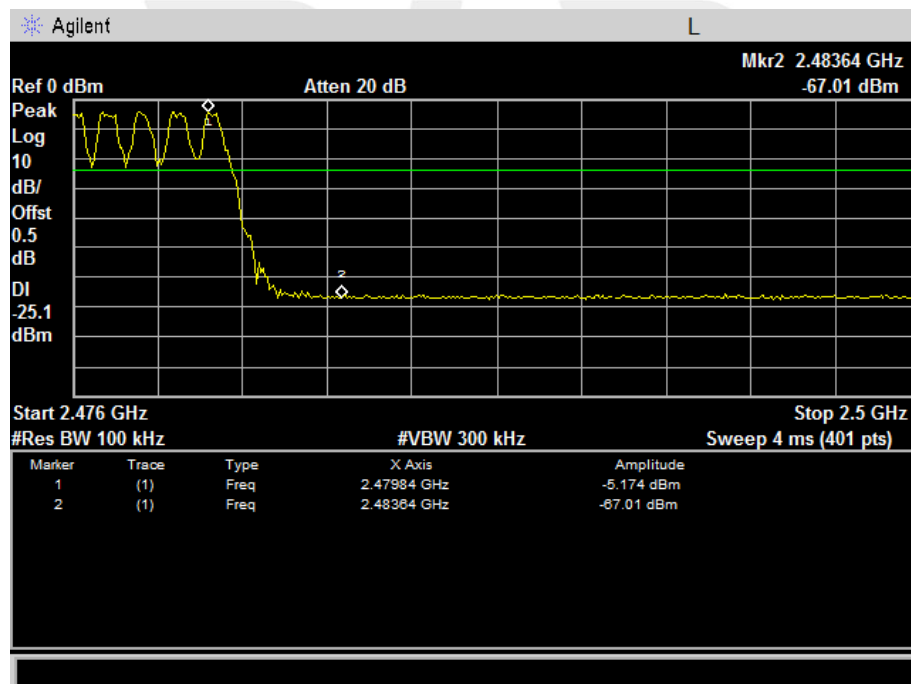 Agilent L
Mkr2 2.48364 GHz
Ref 0 dBm Atten 20 dB -67.01 dBm
Peak
Log
10
dB/
Offst
0.5
dB
DI
-25.1
dBm
1
2
Start 2.476 GHz Stop 2.5 GHz
#Res BW 100 kHz #VBW 300 kHz Sweep 4 ms (401 pts)
Marker Trace Type X Axis Amplitude
1 (1) Freq 2.47984 GHz -5.174 dBm
2 (1) Freq 2.48364 GHz -67.01 dBm